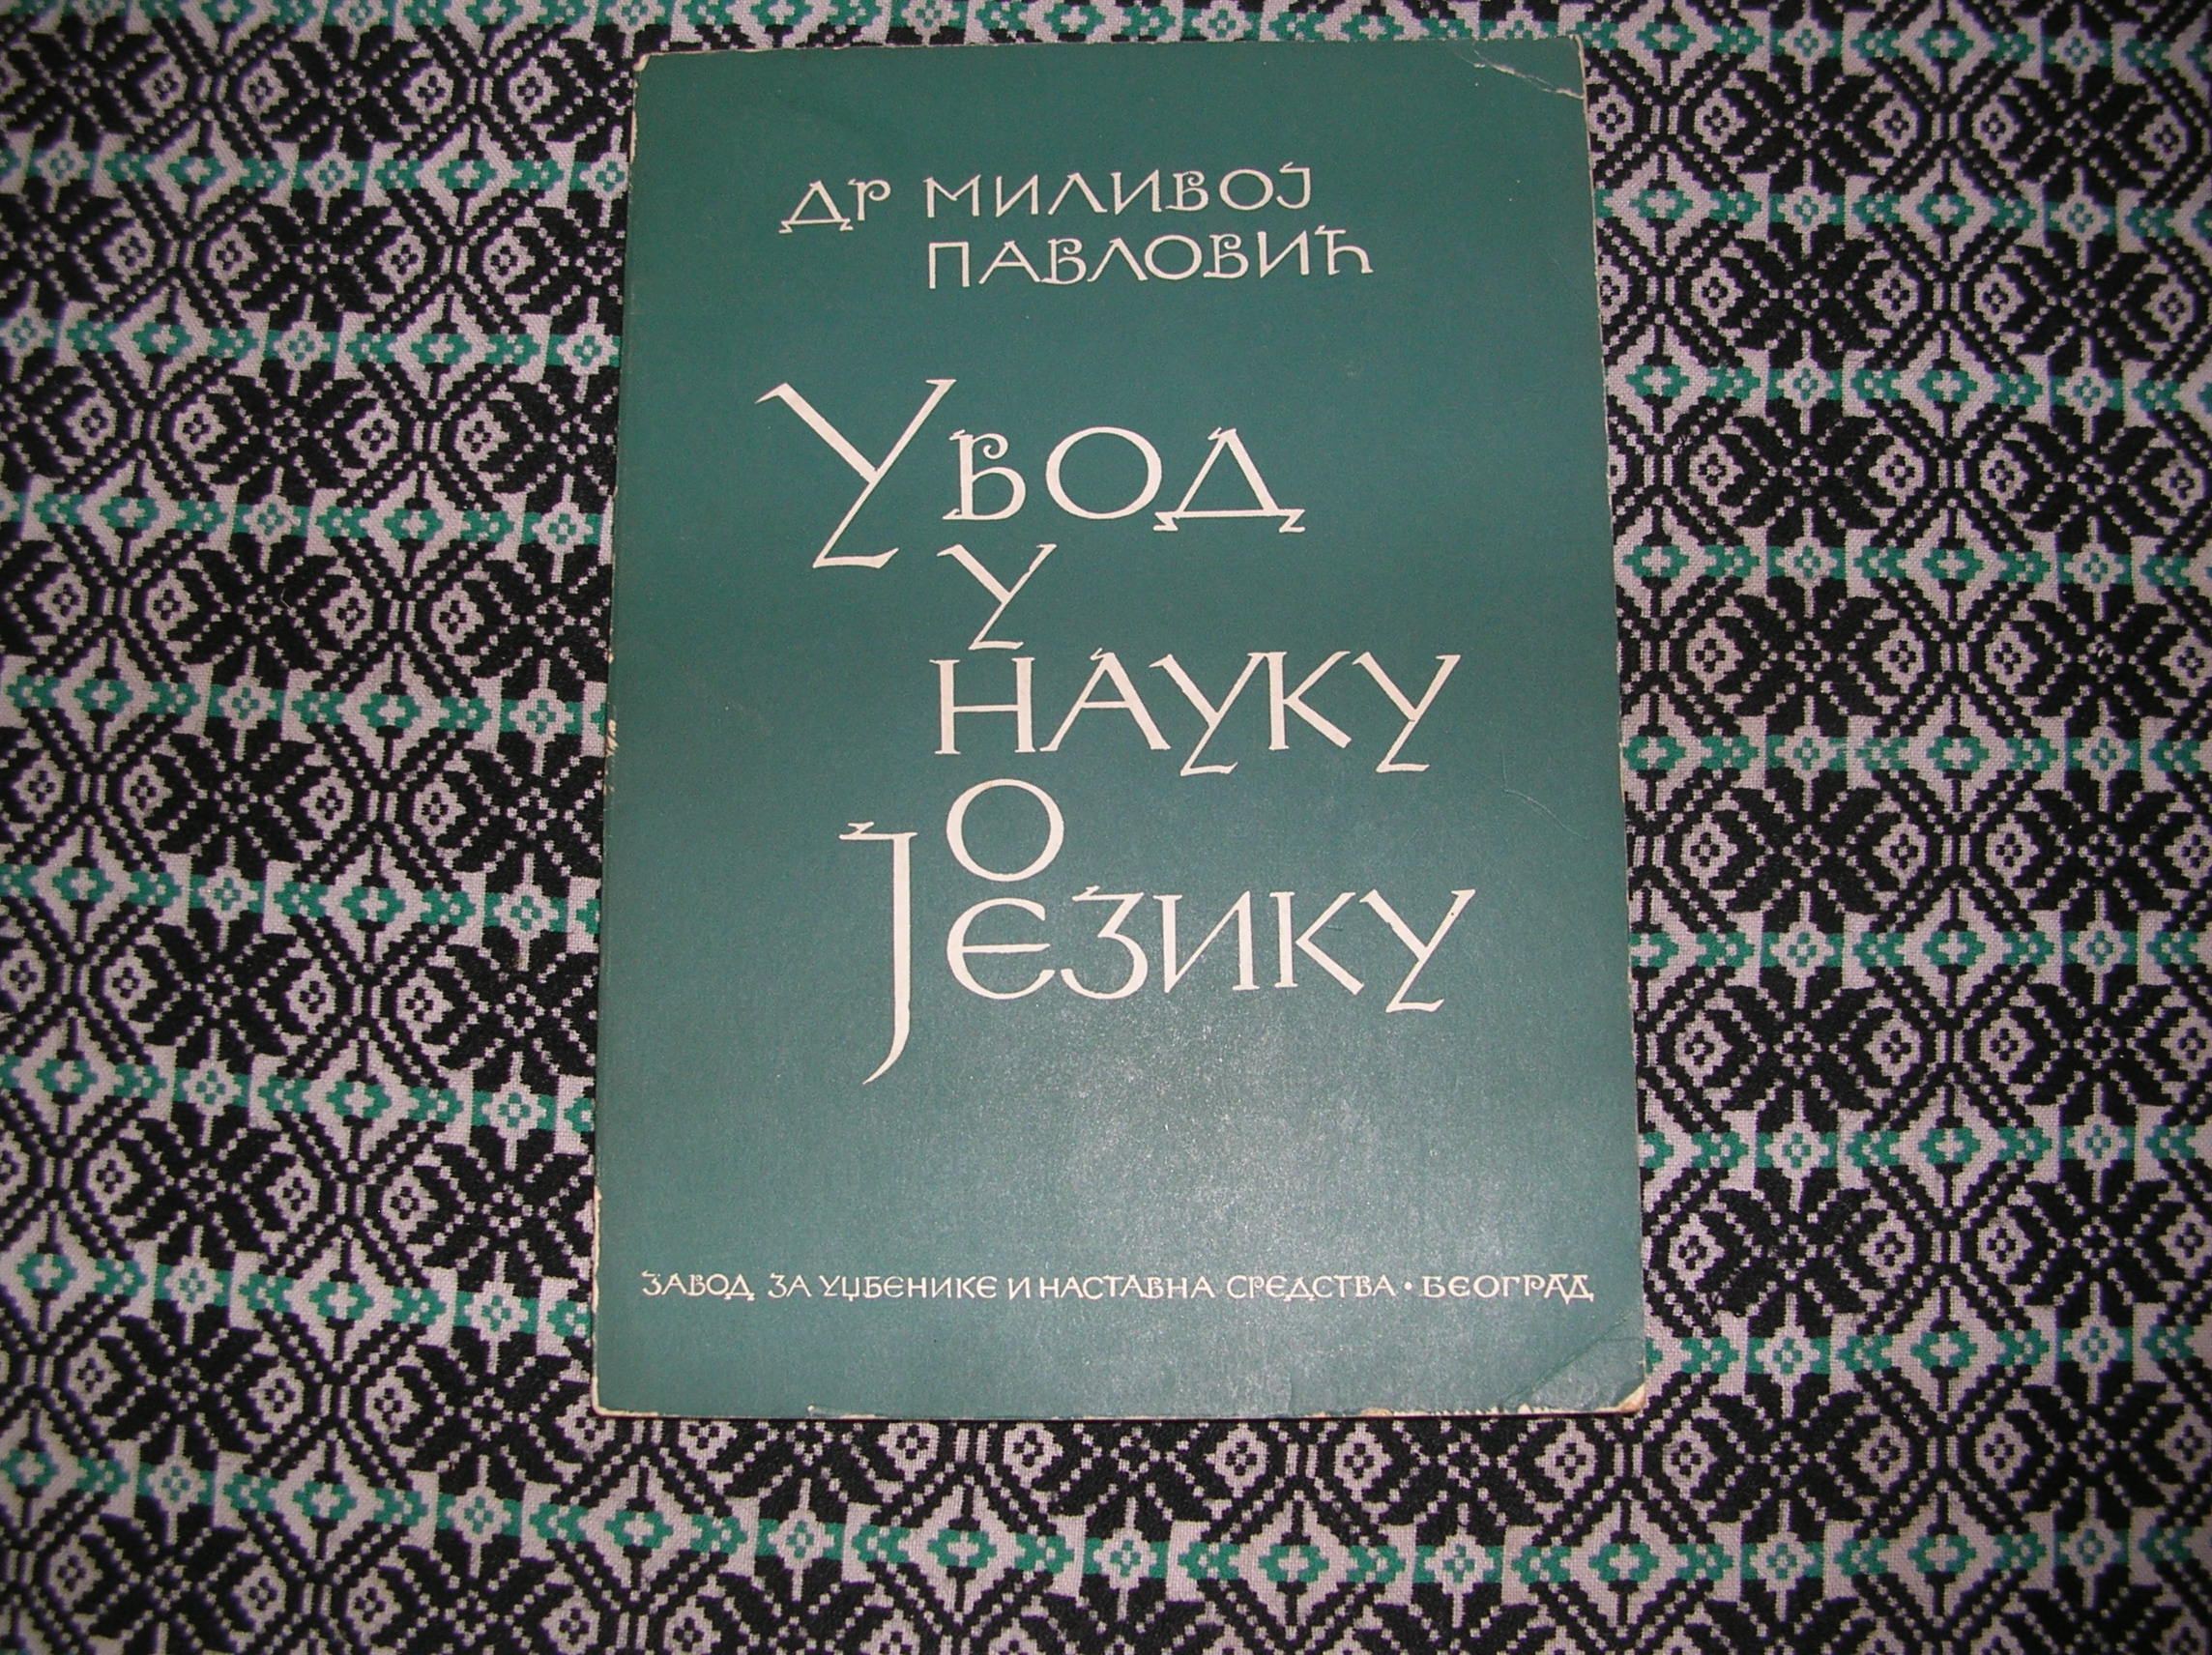 ДР МИЛИВОЈ
ПАВЛОВИЋ
УВОД
У
НАУКУ
О
ЈЕЗИКУ
ЗАВОД ЗА УЏБЕНИКЕ И НАСТАВНА СРЕДСТВА • БЕОГРАД